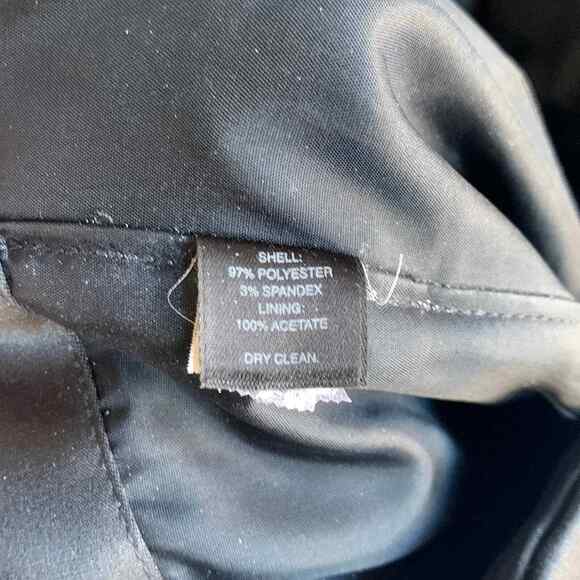 SHELL:
97% POLYESTER
3% SPANDEX
LINING:
100% ACETATE
DRY CLEAN.